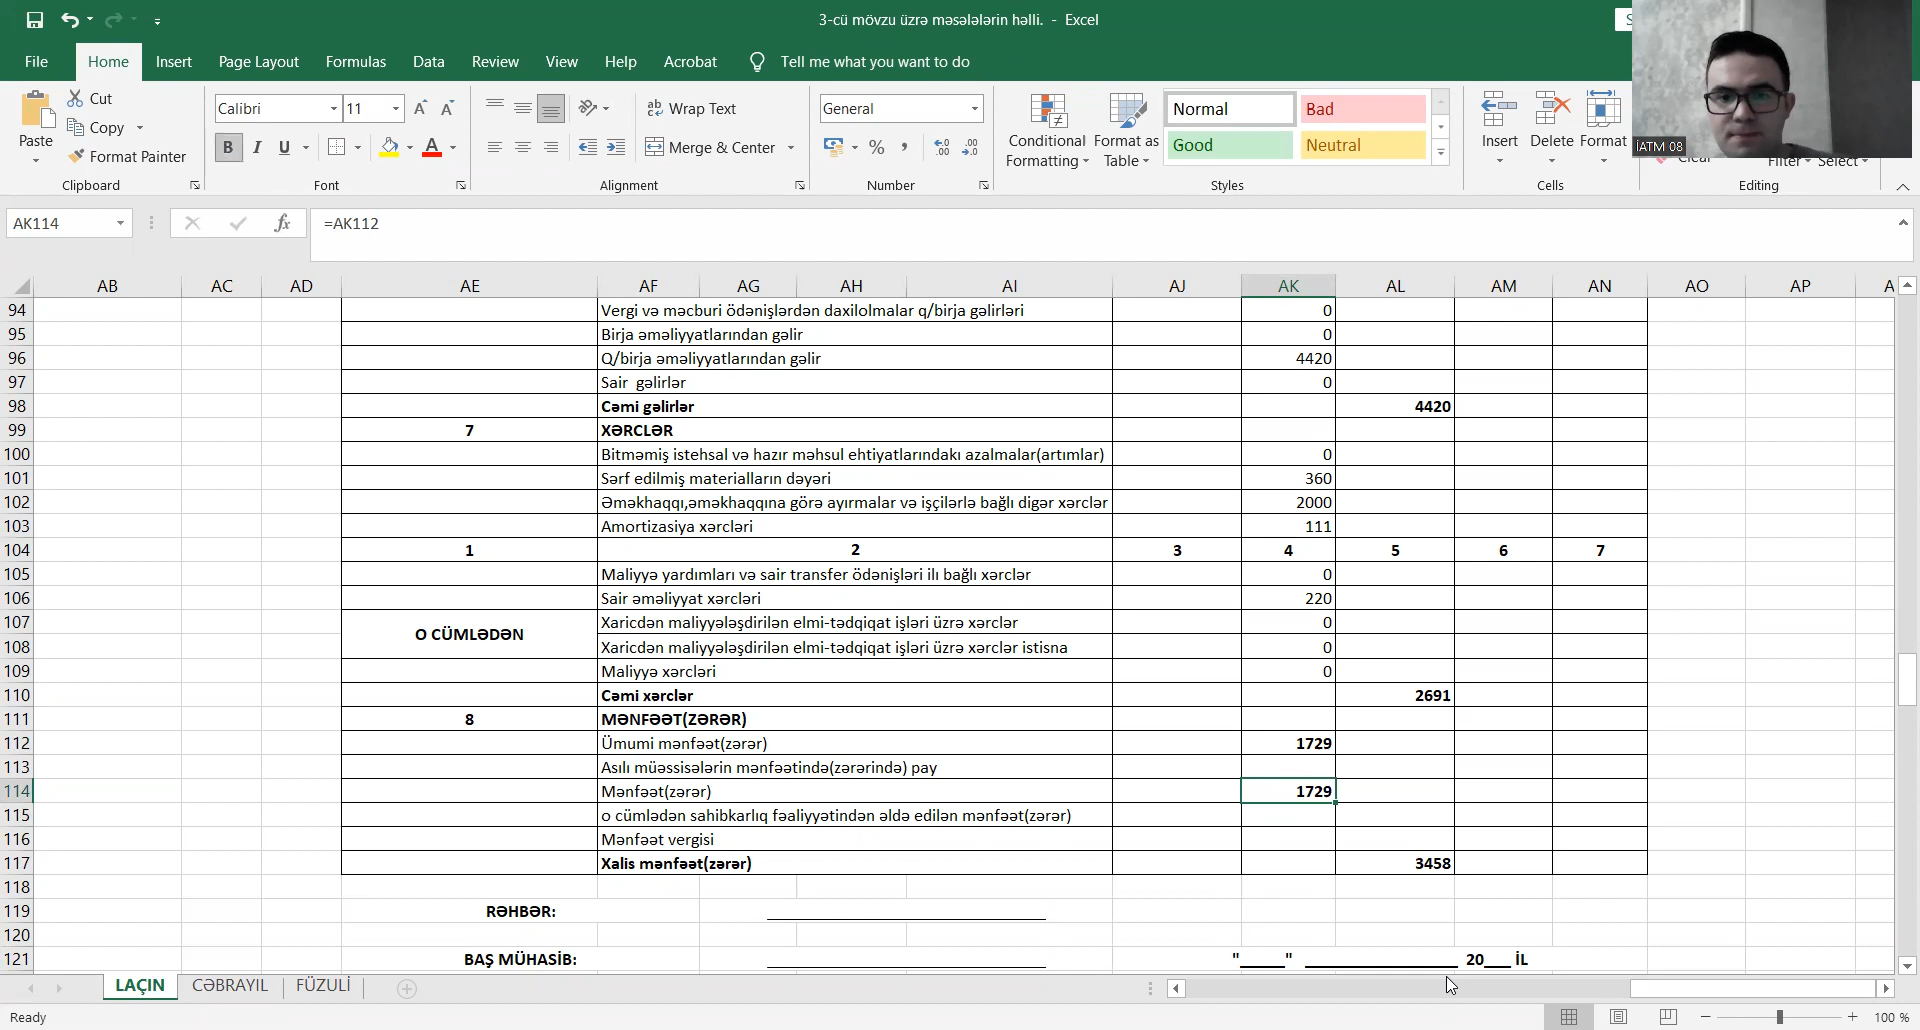 3-cü mövzu üzrə məsələlərin həlli. - Excel
S
File Home Insert Page Layout Formulas Data Review View Help Acrobat Tell me what you want to do
Paste
Cut
Copy
Format Painter
Clipboard
Calibri 11
B I U
Font
Wrap Text
Merge & Center
Alignment
General
Number
Conditional Formatting
Format as Table
Normal Bad
Good Neutral
Styles
Insert Delete Format
Cells
Clear
Filter Select
Editing
İATM 08
AK114 fx =AK112
AB AC AD AE AF AG AH AI AJ AK AL AM AN AO AP A
94 Vergi və məcburi ödənişlərdən daxilolmalar q/birja gəlirləri 0
95 Birja əməliyyatlarından gəlir 0
96 Q/birja əməliyyatlarından gəlir 4420
97 Sair gəlirlər 0
98 Cəmi gəlirlər 4420
99 7 XƏRCLƏR
100 Bitməmiş istehsal və hazır məhsul ehtiyatlarındakı azalmalar(artımlar) 0
101 Sərf edilmiş materialların dəyəri 360
102 Əməkhaqqı,əməkhaqqına görə ayırmalar və işçilərlə bağlı digər xərclər 2000
103 Amortizasiya xərcləri 111
104 1 2 3 4 5 6 7
105 Maliyyə yardımları və sair transfer ödənişləri ilı bağlı xərclər 0
106 Sair əməliyyat xərcləri 220
107 O CÜMLƏDƏN Xaricdən maliyyələşdirilən elmi-tədqiqat işləri üzrə xərclər 0
108 Xaricdən maliyyələşdirilən elmi-tədqiqat işləri üzrə xərclər istisna 0
109 Maliyyə xərcləri 0
110 Cəmi xərclər 2691
111 8 MƏNFƏƏT(ZƏRƏR)
112 Ümumi mənfəət(zərər) 1729
113 Asılı müəssisələrin mənfəətində(zərərində) pay
114 Mənfəət(zərər) 1729
115 o cümlədən sahibkarlıq fəaliyyətindən əldə edilən mənfəət(zərər)
116 Mənfəət vergisi
117 Xalis mənfəət(zərər) 3458
118
119 RƏHBƏR: ____________________
120
121 BAŞ MÜHASİB: ____________________ "_____" ________________ 20___ İL
LAÇIN CƏBRAYIL FÜZULİ
Ready 100 %